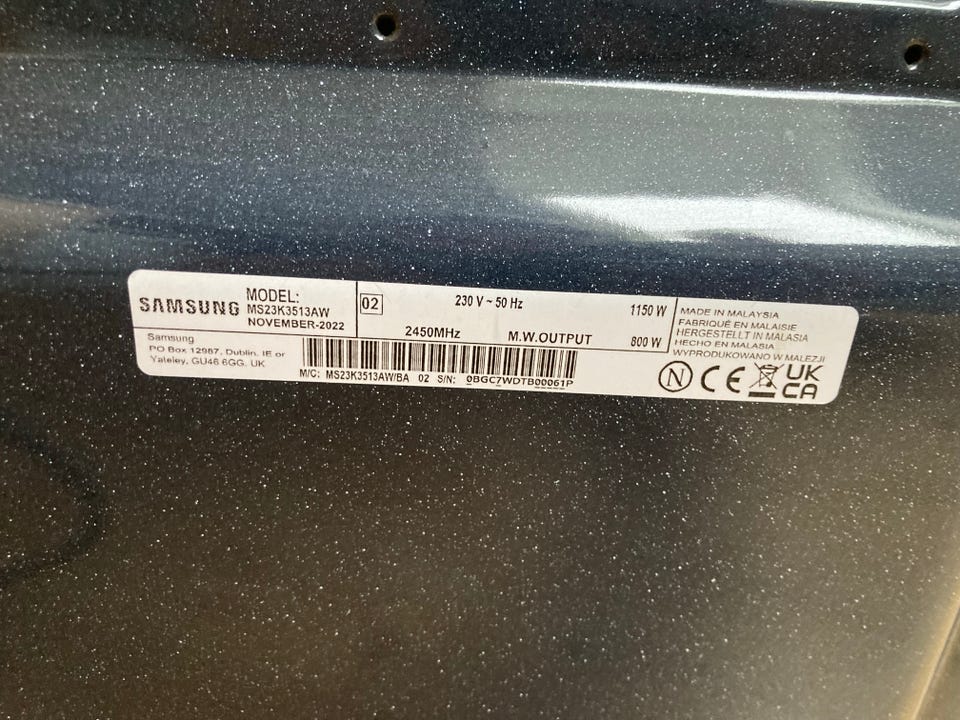 SAMSUNG
MODEL:
MS23K3513AW
NOVEMBER-2022
Samsung
PO Box 12987, Dublin. IE or
Yateley, GU46 6GG. UK
02
230 V ~ 50 Hz 1150 W
2450MHz M.W.OUTPUT 800 W
M/C: MS23K3513AW/BA 02 S/N: 0BGC7WDTB00061P
MADE IN MALAYSIA
FABRIQUÉ EN MALAISIE
HERGESTELLT IN MALASIA
HECHO EN MALASIA
WYPRODUKOWANO W MALEZJI
N CE UK
CA